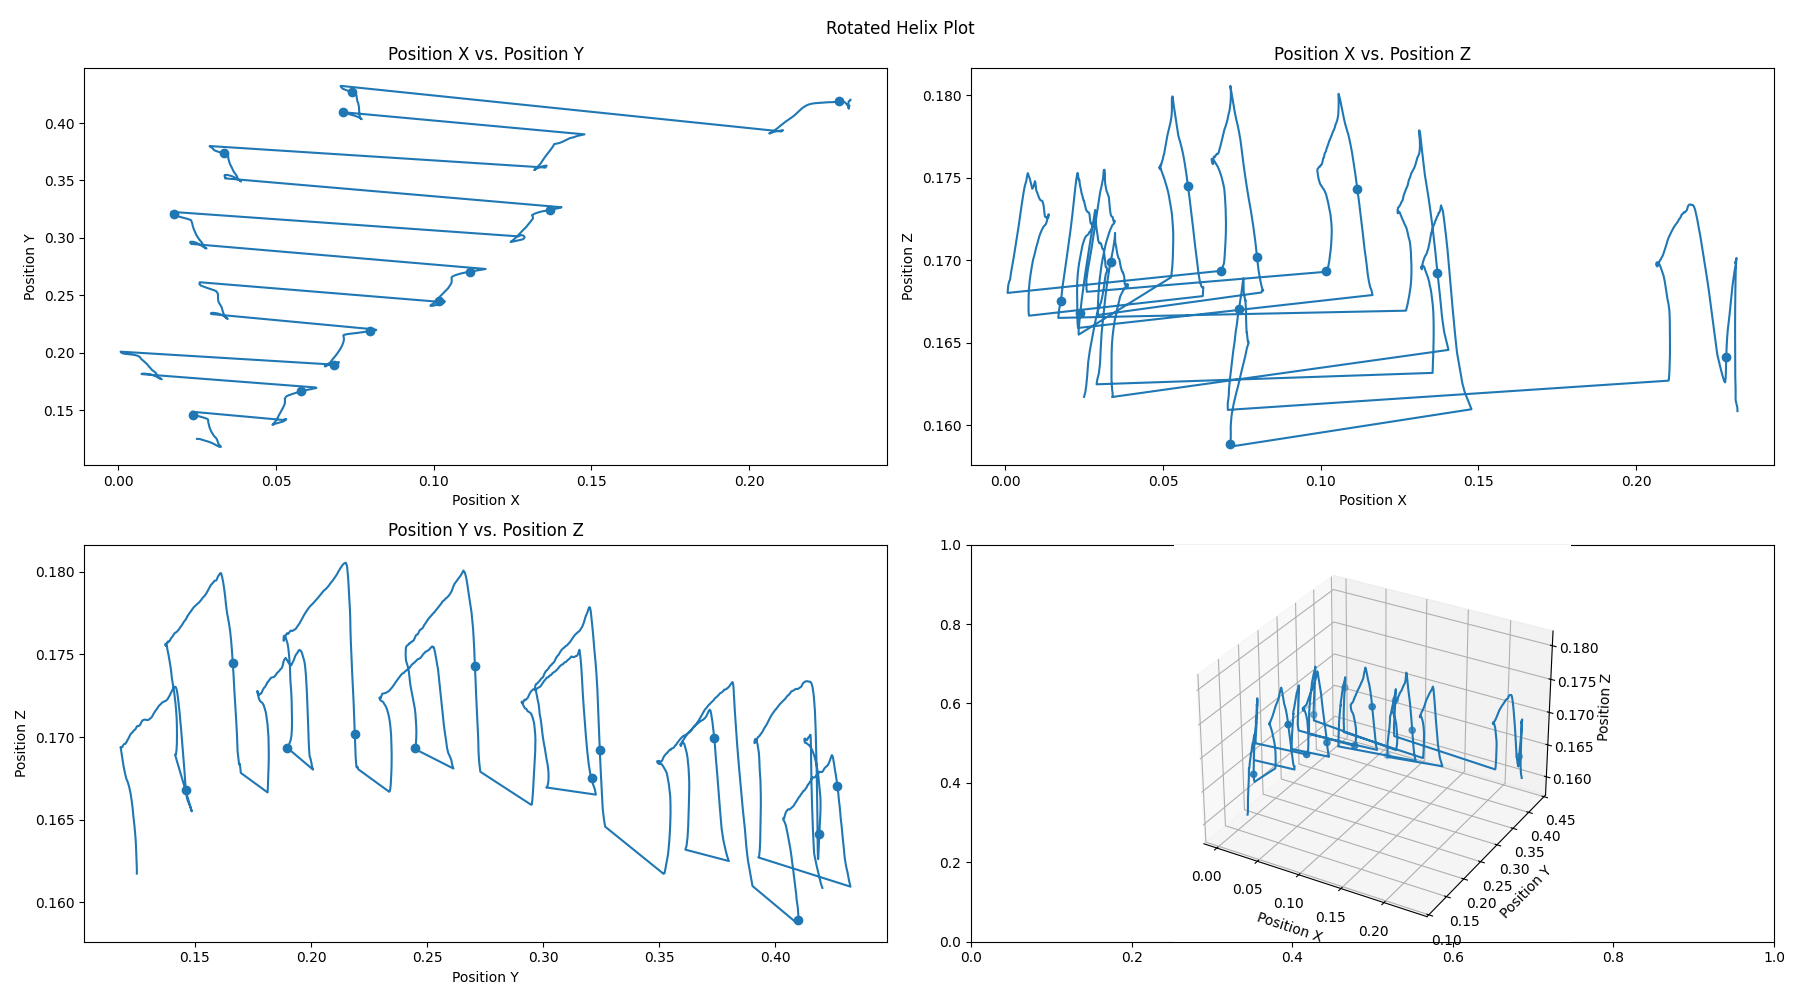 Rotated Helix Plot
Position X vs. Position Y
0.40
0.35
0.30
0.25
0.20
0.15
Position Y
0.00 0.05 0.10 0.15 0.20
Position X
Position X vs. Position Z
0.180
0.175
0.170
0.165
0.160
Position Z
0.00 0.05 0.10 0.15 0.20
Position X
Position Y vs. Position Z
0.180
0.175
0.170
0.165
0.160
Position Z
0.15 0.20 0.25 0.30 0.35 0.40
Position Y
1.0
0.8
0.6
0.4
0.2
0.0
0.0 0.2 0.4 0.6 0.8 1.0
0.180
0.175
0.170
0.165
0.160
Position Z
0.45
0.40
0.35
0.30
0.25
0.20
0.15
0.10
Position Y
0.00
0.05
0.10
0.15
0.20
Position X